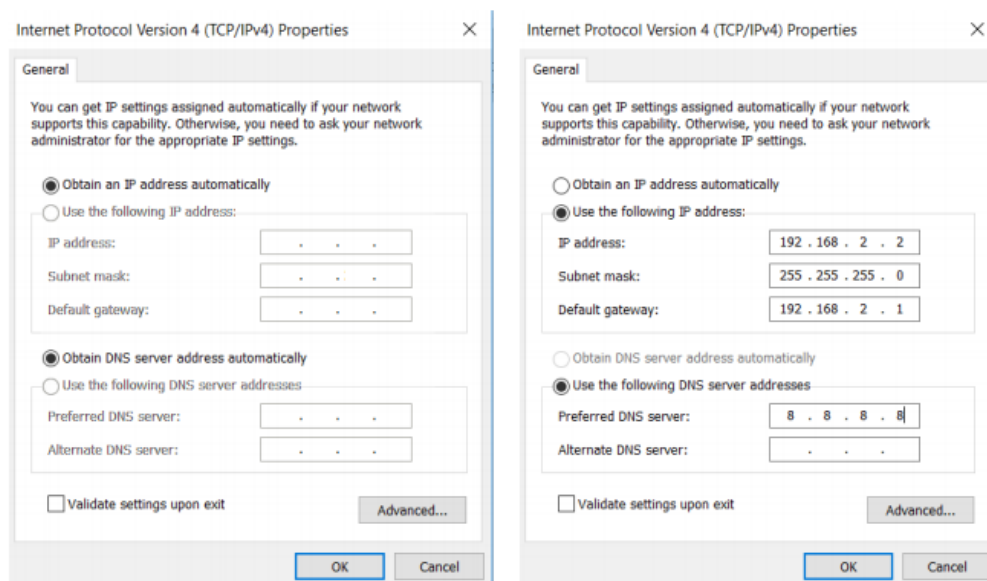 Internet Protocol Version 4 (TCP/IPv4) Properties
General
You can get IP settings assigned automatically if your network
supports this capability. Otherwise, you need to ask your network
administrator for the appropriate IP settings.
Obtain an IP address automatically
Use the following IP address:
IP address: . . .
Subnet mask: . . .
Default gateway: . . .
Obtain DNS server address automatically
Use the following DNS server addresses
Preferred DNS server: . . .
Alternate DNS server: . . .
Validate settings upon exit
Advanced...
OK Cancel
Internet Protocol Version 4 (TCP/IPv4) Properties
General
You can get IP settings assigned automatically if your network
supports this capability. Otherwise, you need to ask your network
administrator for the appropriate IP settings.
Obtain an IP address automatically
Use the following IP address:
IP address: 192 . 168 . 2 . 2
Subnet mask: 255 . 255 . 255 . 0
Default gateway: 192 . 168 . 2 . 1
Obtain DNS server address automatically
Use the following DNS server addresses
Preferred DNS server: 8 . 8 . 8 . 8
Alternate DNS server: . . .
Validate settings upon exit
Advanced...
OK Cancel